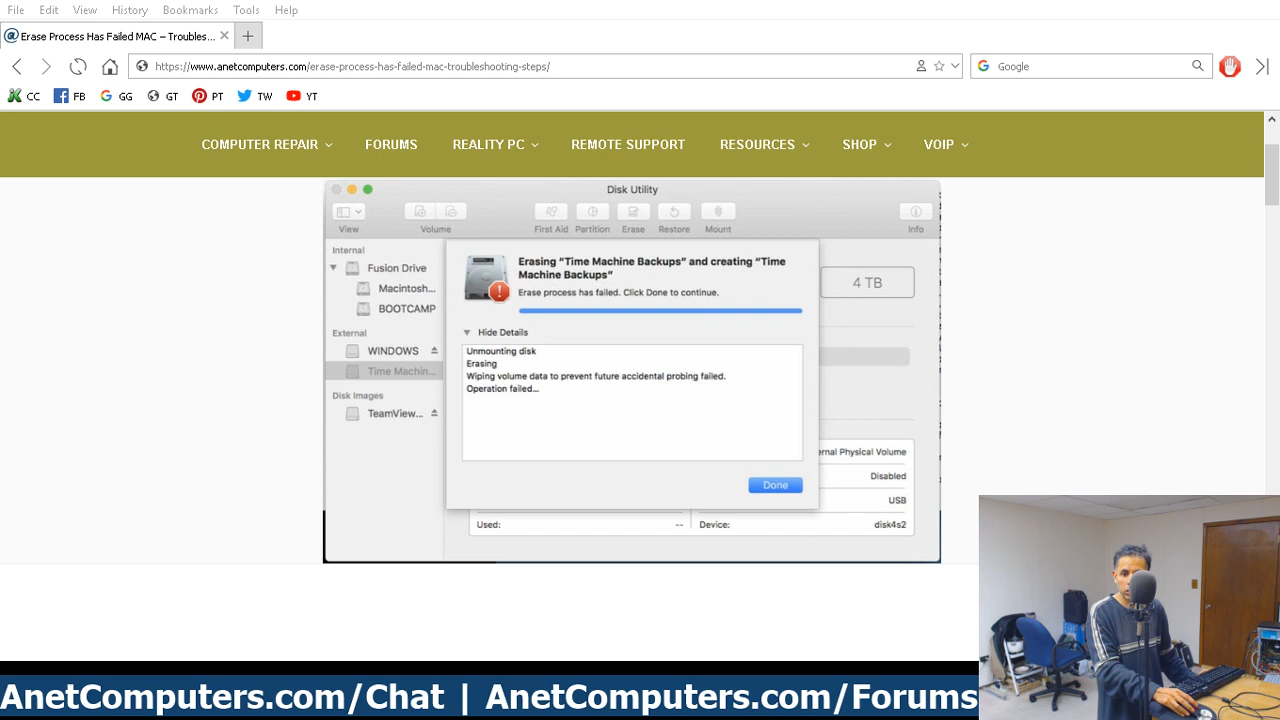 File Edit View History Bookmarks Tools Help
Erase Process Has Failed MAC – Troubles...
https://www.anetcomputers.com/erase-process-has-failed-mac-troubleshooting-steps/
Google
CC FB GG GT PT TW YT
COMPUTER REPAIR FORUMS REALITY PC REMOTE SUPPORT RESOURCES SHOP VOIP
Disk Utility
View Volume First Aid Partition Erase Restore Mount Info
Internal
Fusion Drive
Macintosh...
BOOTCAMP
External
WINDOWS
Time Machin...
Disk Images
TeamView...
Erasing “Time Machine Backups” and creating “Time
Machine Backups”
Erase process has failed. Click Done to continue.
Hide Details
Unmounting disk
Erasing
Wiping volume data to prevent future accidental probing failed.
Operation failed...
Done
4 TB
ernal Physical Volume
Disabled
USB
Used: -- Device: disk4s2
AnetComputers.com/Chat | AnetComputers.com/Forums